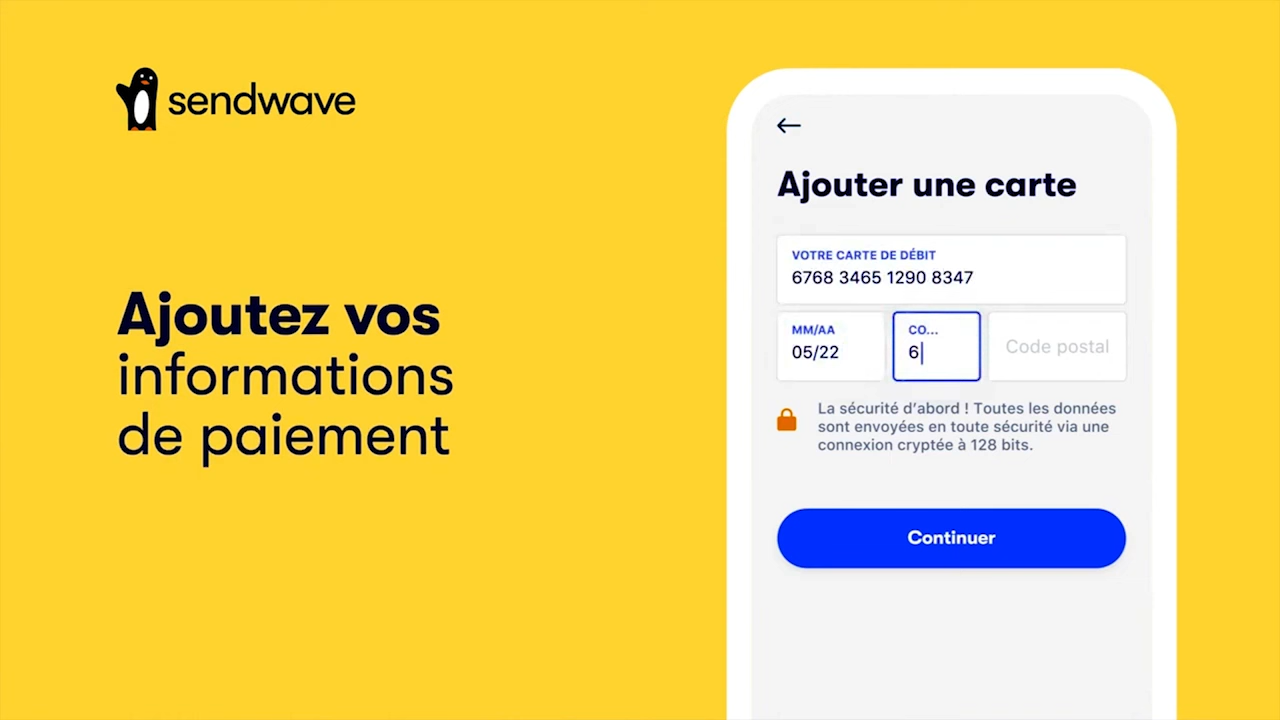 sendwave
Ajoutez vos
informations
de paiement
Ajouter une carte
VOTRE CARTE DE DÉBIT
6768 3465 1290 8347
MM/AA
05/22
CO...
6
Code postal
La sécurité d'abord ! Toutes les données
sont envoyées en toute sécurité via une
connexion cryptée à 128 bits.
Continuer